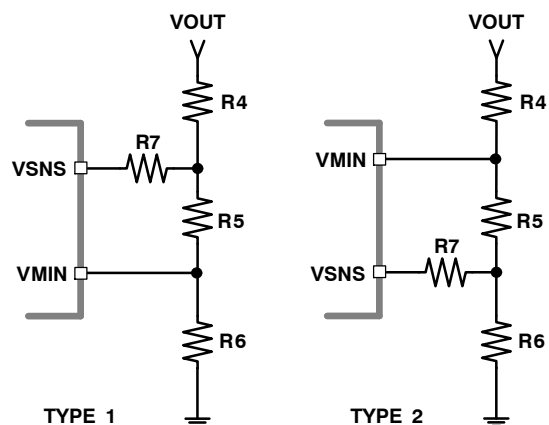 VOUT
R4
R7
VSNS
R5
VMIN
R6
TYPE 1
VOUT
R4
VMIN
R5
R7
VSNS
R6
TYPE 2